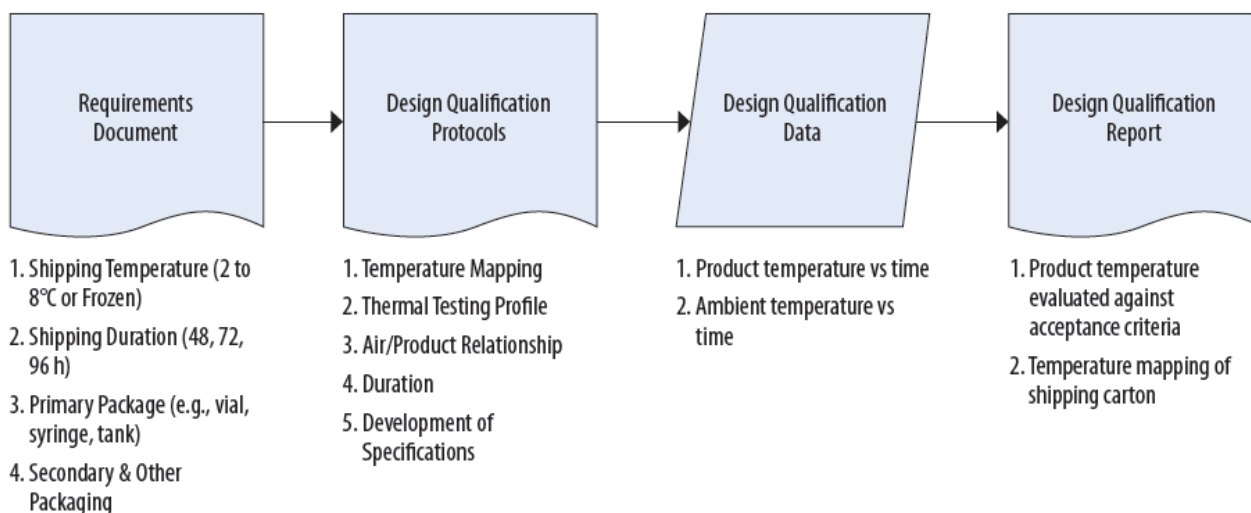 Requirements
Document
Design Qualification
Protocols
Design Qualification
Data
Design Qualification
Report
1. Shipping Temperature (2 to
8°C or Frozen)
2. Shipping Duration (48, 72,
96 h)
3. Primary Package (e.g., vial,
syringe, tank)
4. Secondary & Other
Packaging
1. Temperature Mapping
2. Thermal Testing Profile
3. Air/Product Relationship
4. Duration
5. Development of
Specifications
1. Product temperature vs time
2. Ambient temperature vs
time
1. Product temperature
evaluated against
acceptance criteria
2. Temperature mapping of
shipping carton